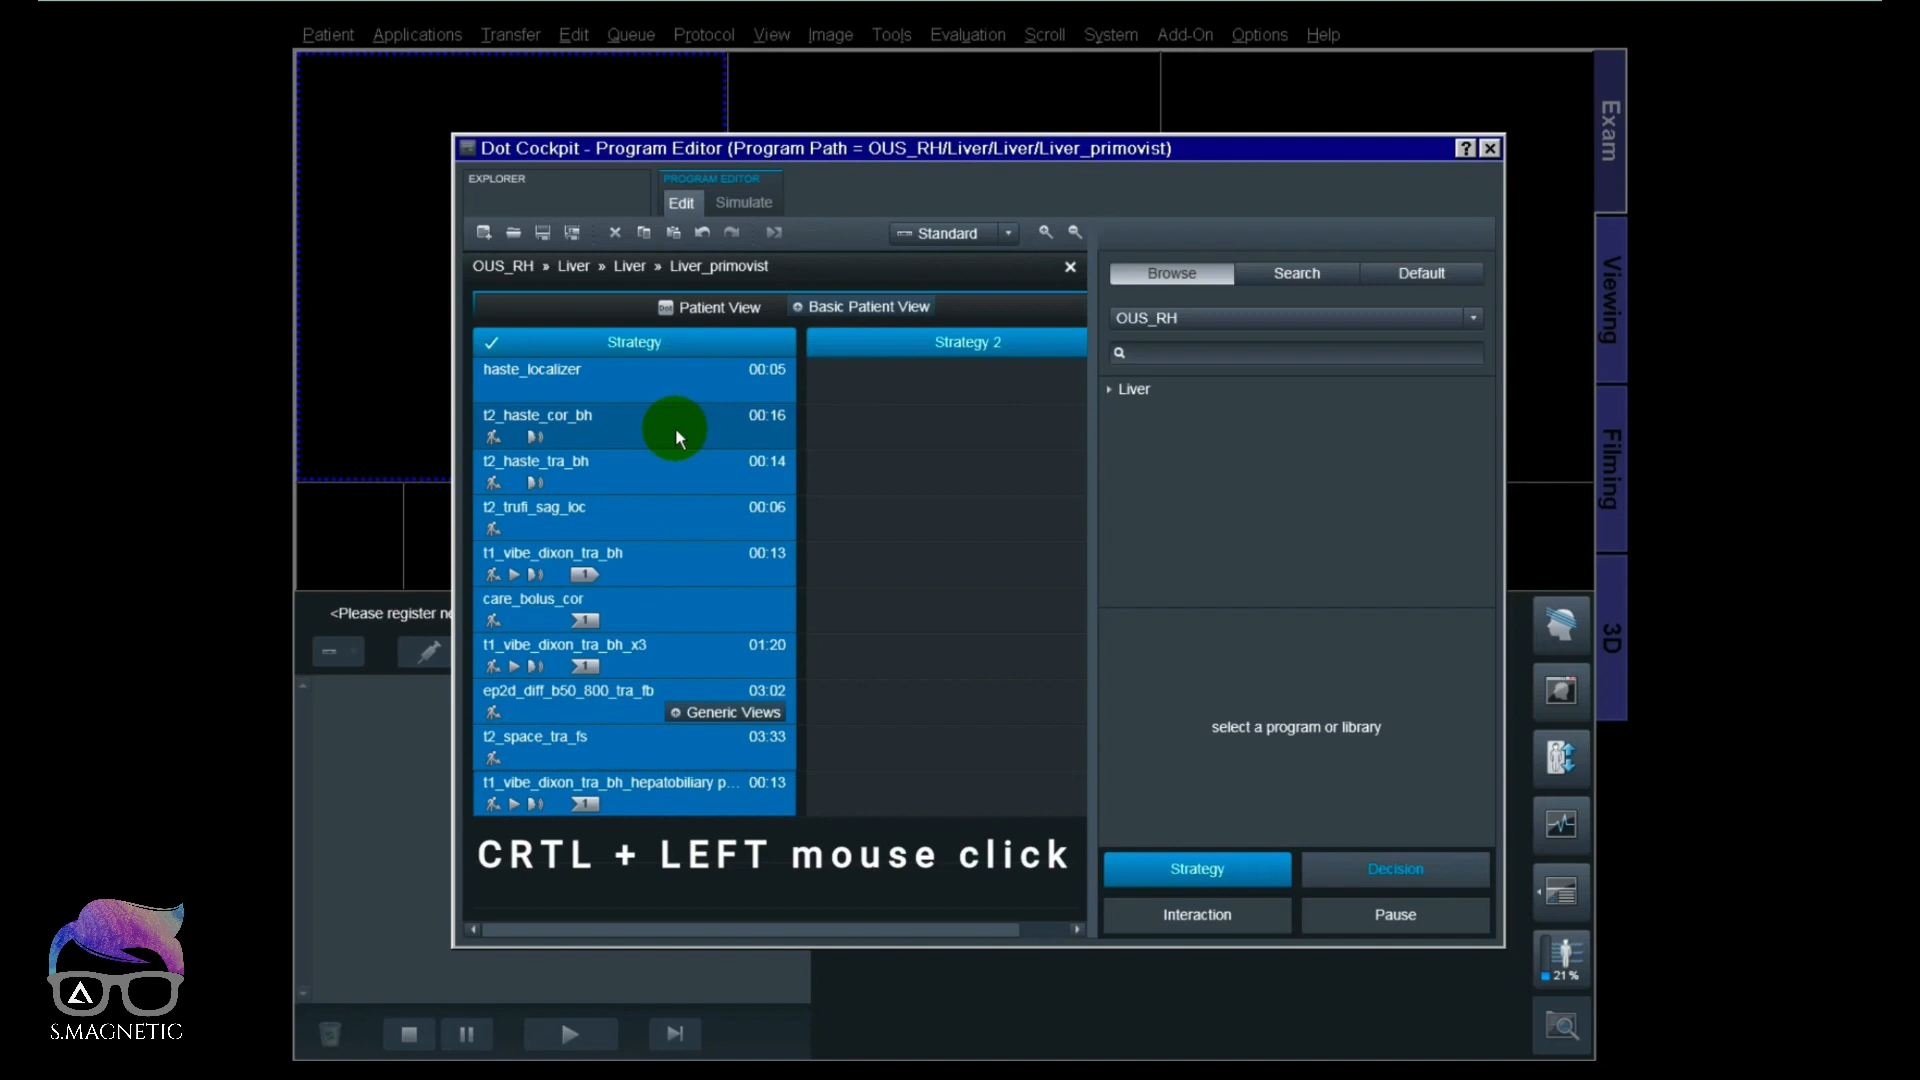 Patient Applications Transfer Edit Queue Protocol View Image Tools Evaluation Scroll System Add-On Options Help
Dot Cockpit - Program Editor (Program Path = OUS_RH/Liver/Liver/Liver_primovist)
EXPLORER
PROGRAM EDITOR
Edit Simulate
Standard
OUS_RH » Liver » Liver » Liver_primovist
Dot Patient View Basic Patient View
Strategy Strategy 2
haste_localizer 00:05
t2_haste_cor_bh 00:16
t2_haste_tra_bh 00:14
t2_trufi_sag_loc 00:06
t1_vibe_dixon_tra_bh 00:13
1
care_bolus_cor
1
t1_vibe_dixon_tra_bh_x3 01:20
1
ep2d_diff_b50_800_tra_fb 03:02
Generic Views
t2_space_tra_fs 03:33
t1_vibe_dixon_tra_bh_hepatobiliary p... 00:13
1
CRTL + LEFT mouse click
Browse Search Default
OUS_RH
Liver
select a program or library
Strategy Decision
Interaction Pause
Exam
Viewing
Filming
3D
<Please register
21 %
S.MAGNETIC